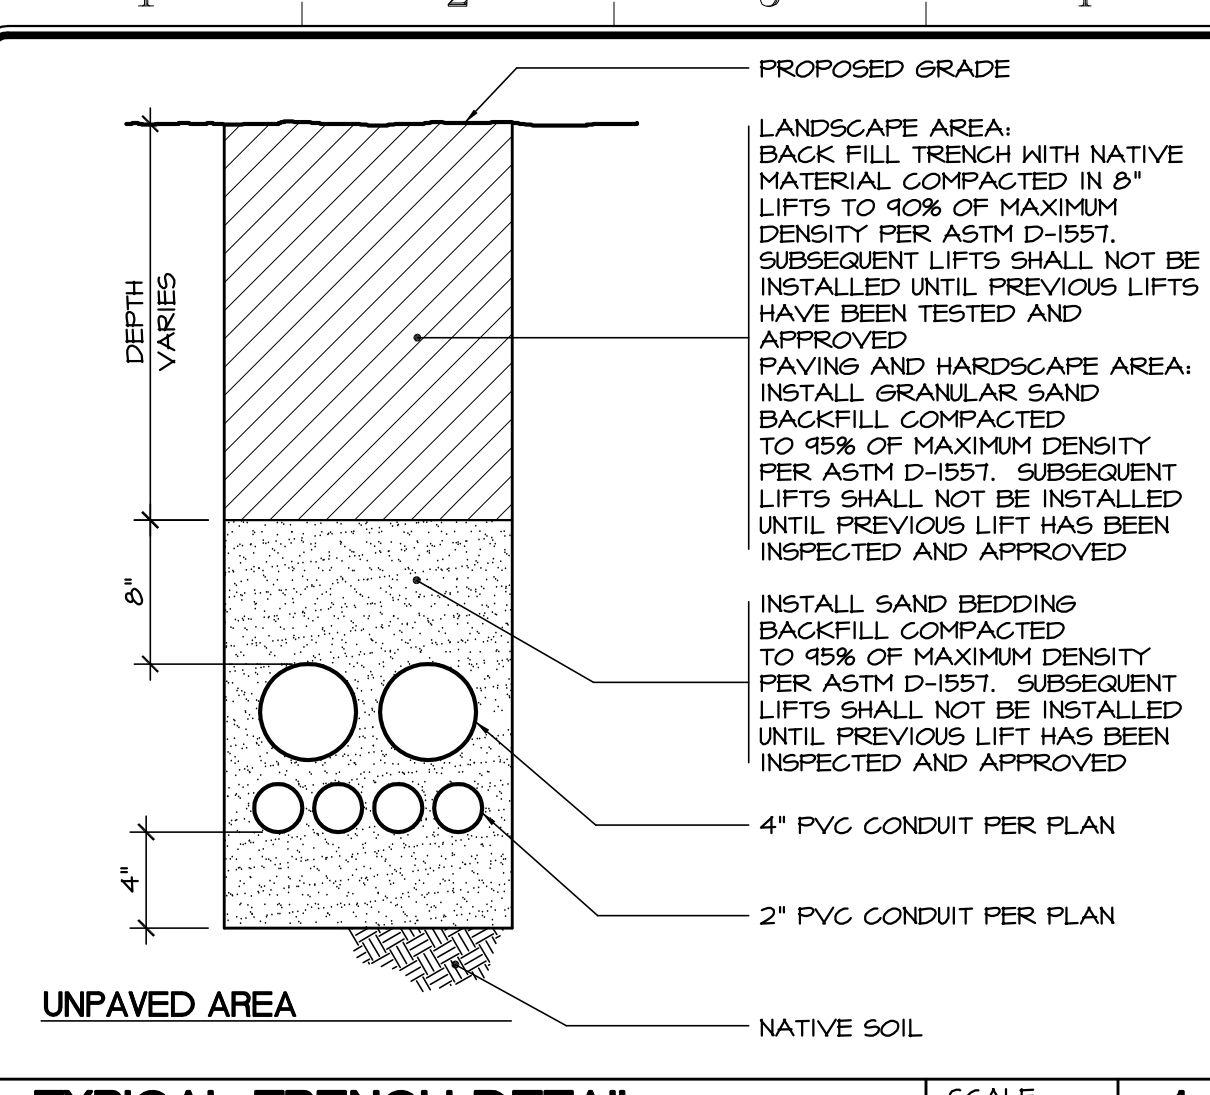 PROPOSED GRADE
LANDSCAPE AREA:
BACK FILL TRENCH WITH NATIVE
MATERIAL COMPACTED IN 8"
LIFTS TO 90% OF MAXIMUM
DENSITY PER ASTM D-1557.
SUBSEQUENT LIFTS SHALL NOT BE
INSTALLED UNTIL PREVIOUS LIFTS
HAVE BEEN TESTED AND
APPROVED
PAVING AND HARDSCAPE AREA:
INSTALL GRANULAR SAND
BACKFILL COMPACTED
TO 95% OF MAXIMUM DENSITY
PER ASTM D-1557. SUBSEQUENT
LIFTS SHALL NOT BE INSTALLED
UNTIL PREVIOUS LIFT HAS BEEN
INSPECTED AND APPROVED
DEPTH
VARIES
8"
INSTALL SAND BEDDING
BACKFILL COMPACTED
TO 95% OF MAXIMUM DENSITY
PER ASTM D-1557. SUBSEQUENT
LIFTS SHALL NOT BE INSTALLED
UNTIL PREVIOUS LIFT HAS BEEN
INSPECTED AND APPROVED
4" PVC CONDUIT PER PLAN
4"
2" PVC CONDUIT PER PLAN
UNPAVED AREA
NATIVE SOIL
TYPICAL TRENCH DETAIL
SCALE